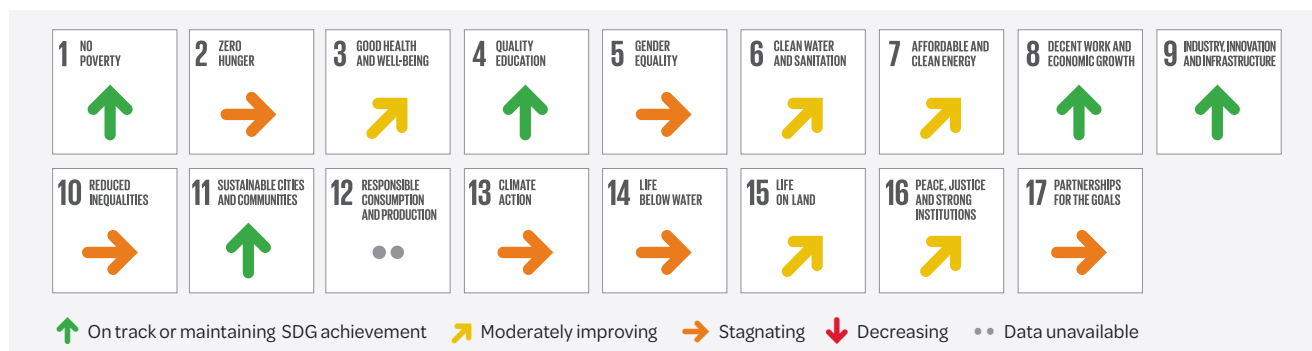 1 NO POVERTY
2 ZERO HUNGER
3 GOOD HEALTH AND WELL-BEING
4 QUALITY EDUCATION
5 GENDER EQUALITY
6 CLEAN WATER AND SANITATION
7 AFFORDABLE AND CLEAN ENERGY
8 DECENT WORK AND ECONOMIC GROWTH
9 INDUSTRY, INNOVATION AND INFRASTRUCTURE
10 REDUCED INEQUALITIES
11 SUSTAINABLE CITIES AND COMMUNITIES
12 RESPONSIBLE CONSUMPTION AND PRODUCTION
13 CLIMATE ACTION
14 LIFE BELOW WATER
15 LIFE ON LAND
16 PEACE, JUSTICE AND STRONG INSTITUTIONS
17 PARTNERSHIPS FOR THE GOALS
On track or maintaining SDG achievement
Moderately improving
Stagnating
Decreasing
Data unavailable